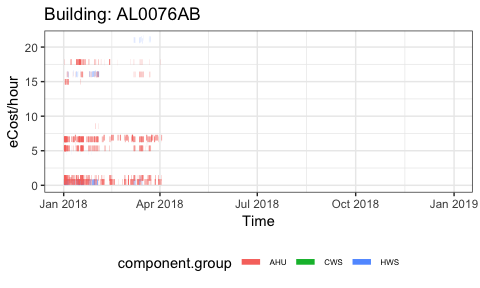 Building: AL0076AB
eCost/hour
20
15
10
5
0
Jan 2018 Apr 2018 Jul 2018 Oct 2018 Jan 2019
Time
component.group AHU CWS HWS